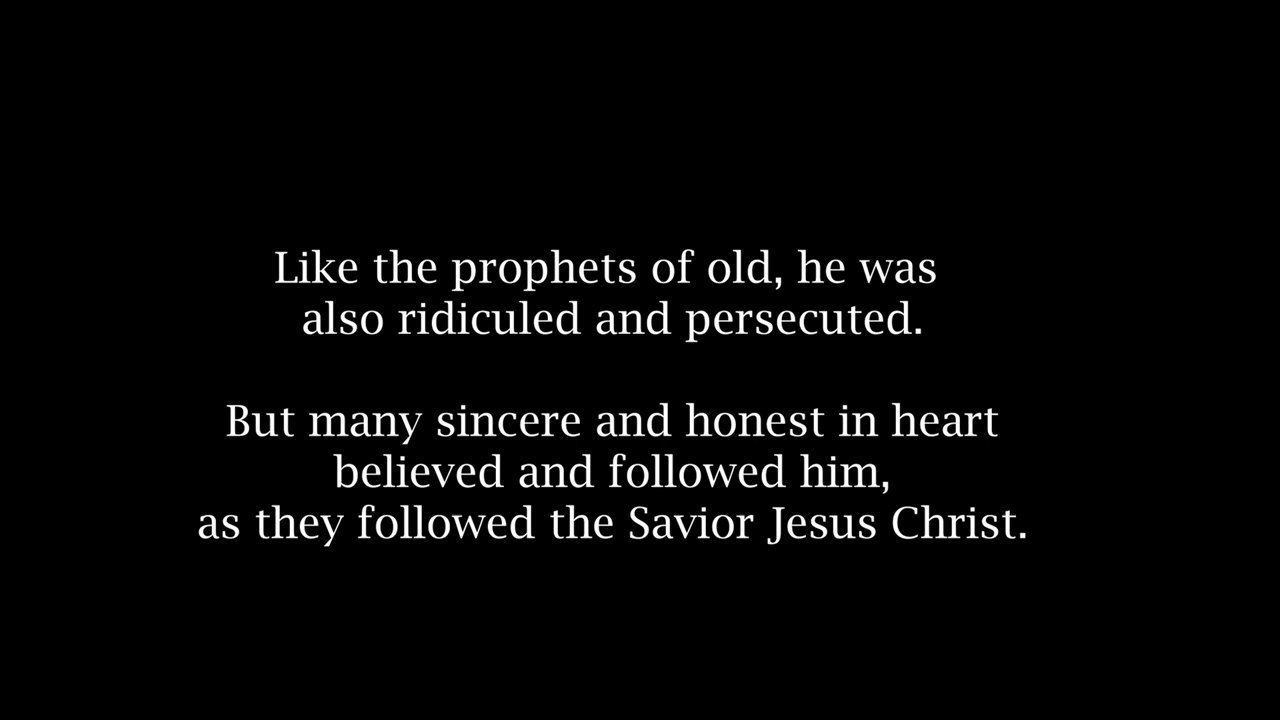 Like the prophets of old, he was
also ridiculed and persecuted.
But many sincere and honest in heart
believed and followed him,
as they followed the Savior Jesus Christ.